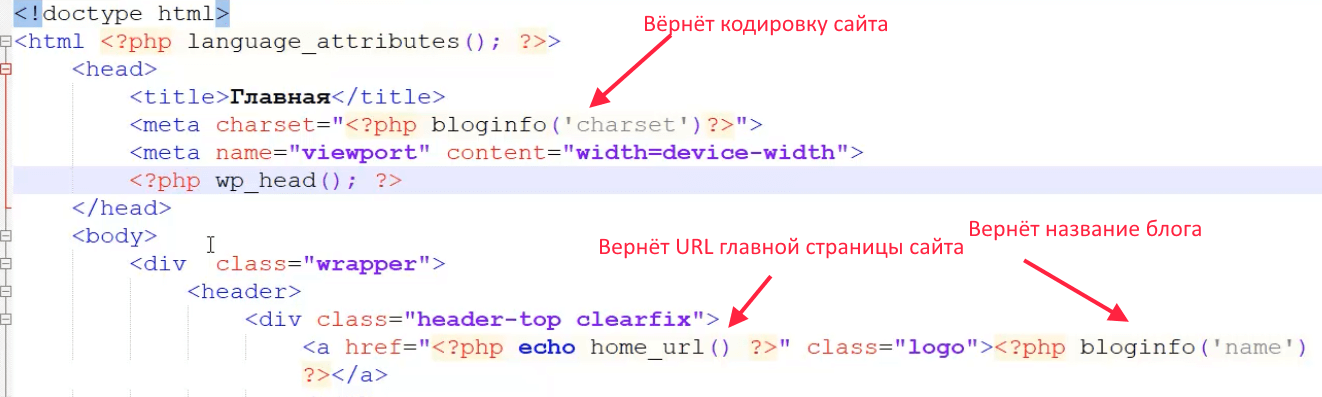 <!doctype html>
Вёрнёт кодировку сайта
<html <?php language_attributes(); ?>>
<head>
<title>Главная</title>
<meta charset="<?php bloginfo('charset')?>">
<meta name="viewport" content="width=device-width">
<?php wp_head(); ?>
</head>
<body>
Вернёт URL главной страницы сайта
Вернёт название блога
<div  class="wrapper">
<header>
<div class="header-top clearfix">
<a href="<?php echo home_url() ?>" class="logo"><?php bloginfo('name')
?></a>